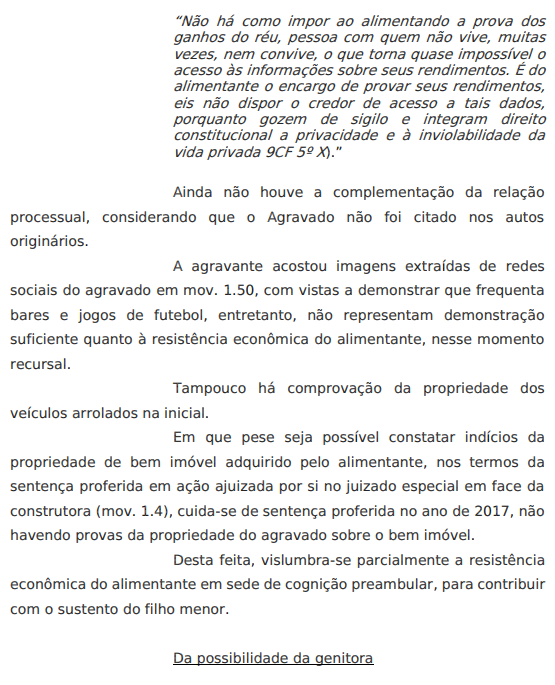 “Não há como impor ao alimentando a prova dos
ganhos do réu, pessoa com quem não vive, muitas
vezes, nem convive, o que torna quase impossível o
acesso às informações sobre seus rendimentos. É do
alimentante o encargo de provar seus rendimentos,
eis não dispor o credor de acesso a tais dados,
porquanto gozem de sigilo e integram direito
constitucional a privacidade e à inviolabilidade da
vida privada 9CF 5º X).”
Ainda não houve a complementação da relação
processual, considerando que o Agravado não foi citado nos autos
originários.
A agravante acostou imagens extraídas de redes
sociais do agravado em mov. 1.50, com vistas a demonstrar que frequenta
bares e jogos de futebol, entretanto, não representam demonstração
suficiente quanto à resistência econômica do alimentante, nesse momento
recursal.
Tampouco há comprovação da propriedade dos
veículos arrolados na inicial.
Em que pese seja possível constatar indícios da
propriedade de bem imóvel adquirido pelo alimentante, nos termos da
sentença proferida em ação ajuizada por si no juizado especial em face da
construtora (mov. 1.4), cuida-se de sentença proferida no ano de 2017, não
havendo provas da propriedade do agravado sobre o bem imóvel.
Desta feita, vislumbra-se parcialmente a resistência
econômica do alimentante em sede de cognição preambular, para contribuir
com o sustento do filho menor.
Da possibilidade da genitora